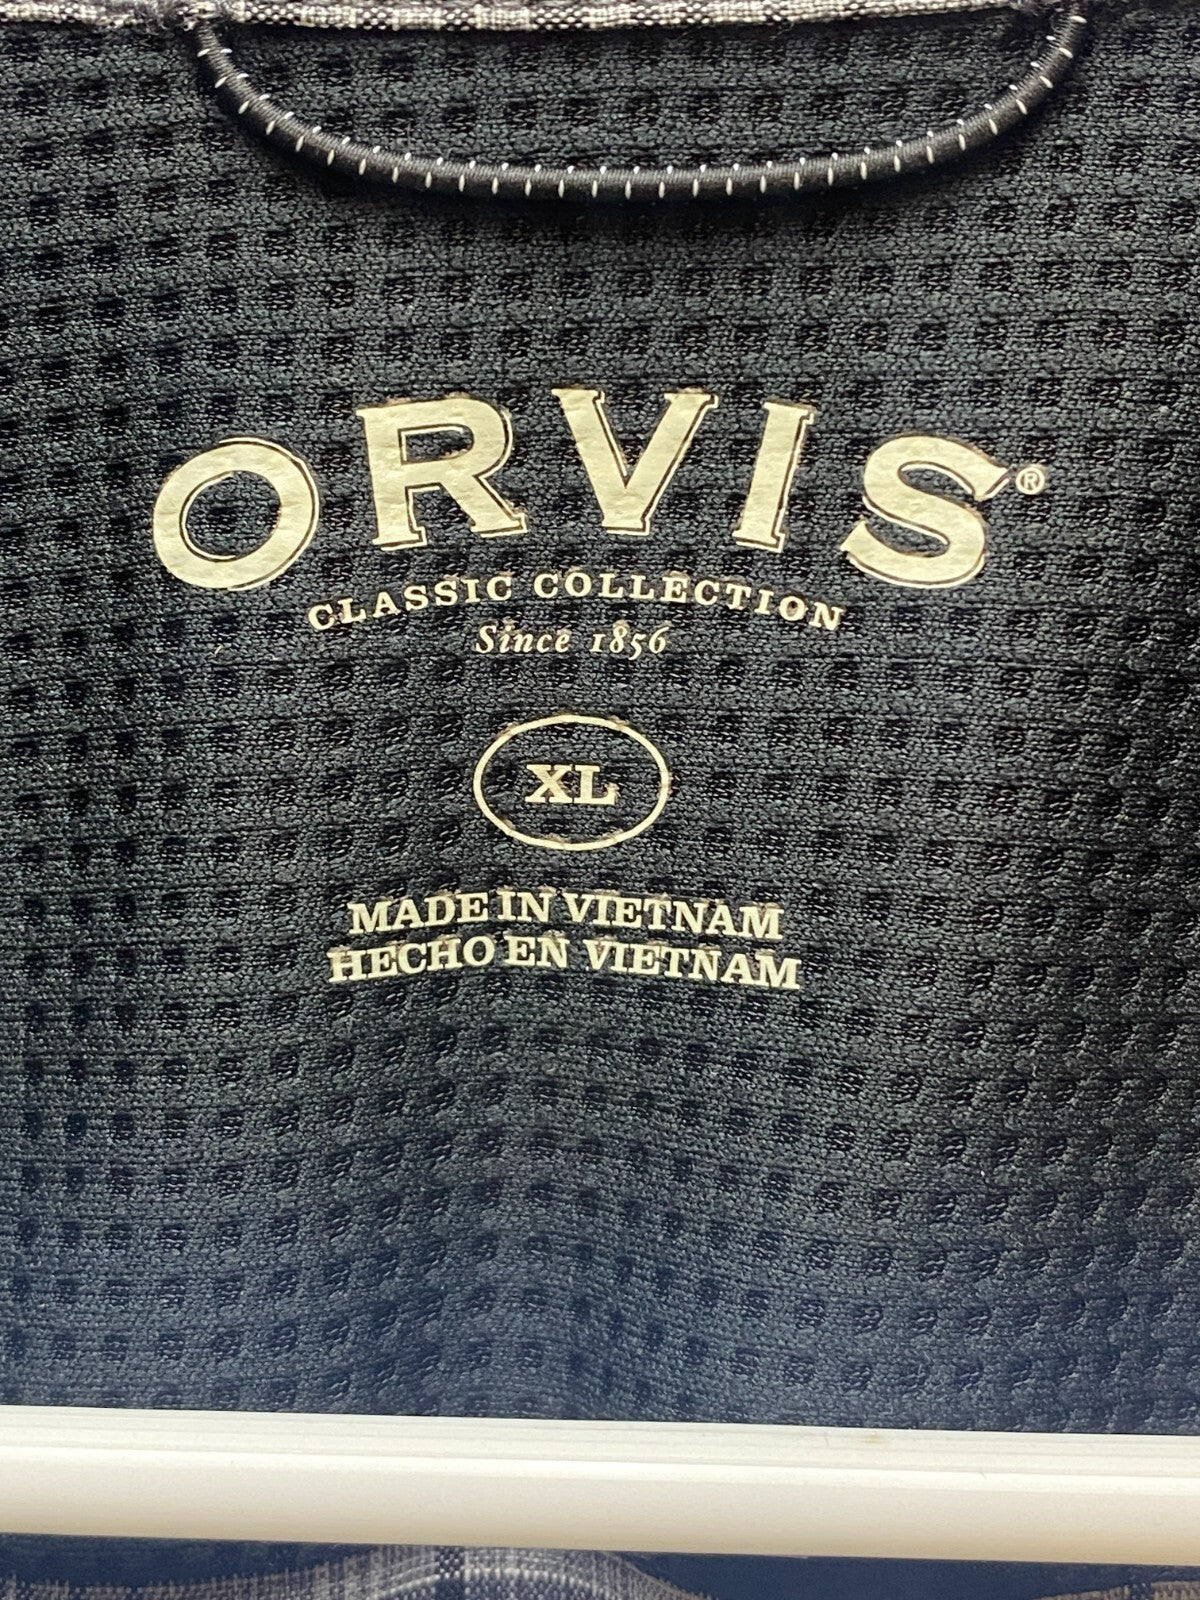 ORVIS®
CLASSIC COLLECTION
Since 1856
XL
MADE IN VIETNAM
HECHO EN VIETNAM